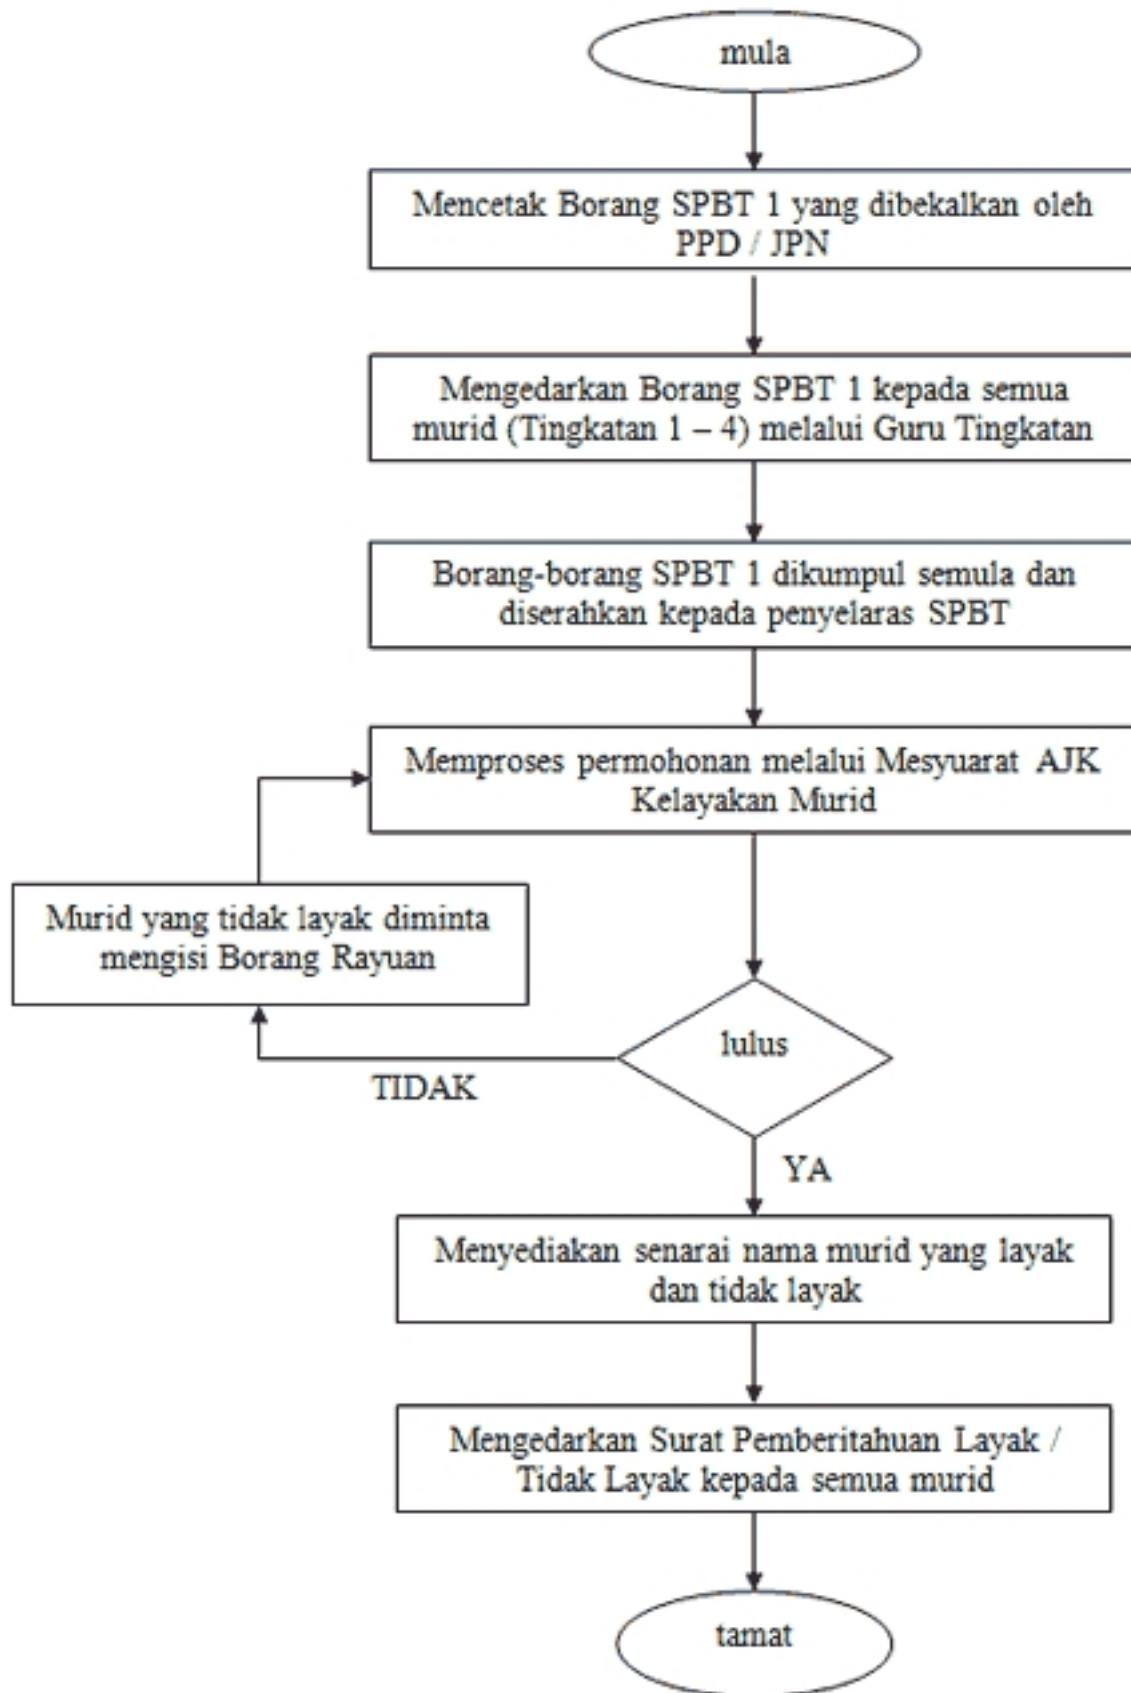 mula
Mencetak Borang SPBT 1 yang dibekalkan oleh
PPD / JPN
Mengedarkan Borang SPBT 1 kepada semua
murid (Tingkatan 1 – 4) melalui Guru Tingkatan
Borang-borang SPBT 1 dikumpul semula dan
diserahkan kepada penyelaras SPBT
Memproses permohonan melalui Mesyuarat AJK
Kelayakan Murid
Murid yang tidak layak diminta
mengisi Borang Rayuan
lulus
TIDAK
YA
Menyediakan senarai nama murid yang layak
dan tidak layak
Mengedarkan Surat Pemberitahuan Layak /
Tidak Layak kepada semua murid
tamat